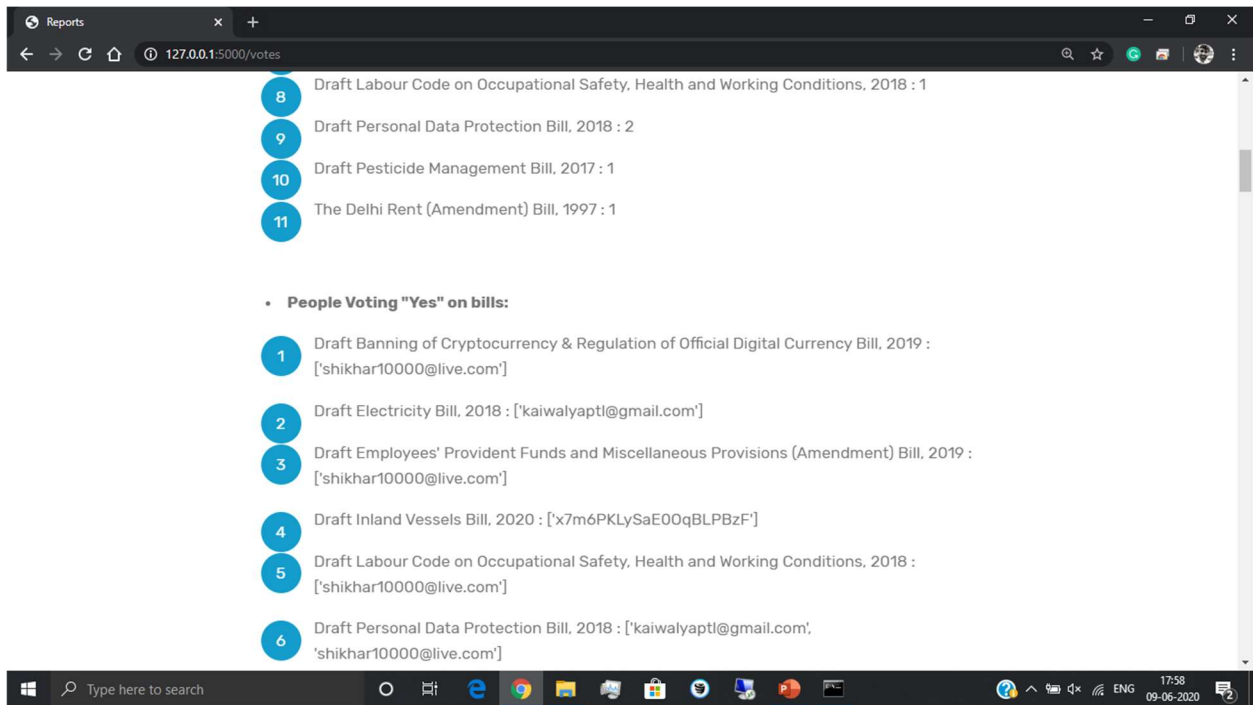 Reports
127.0.0.1:5000/votes
8
Draft Labour Code on Occupational Safety, Health and Working Conditions, 2018 : 1
9
Draft Personal Data Protection Bill, 2018 : 2
10
Draft Pesticide Management Bill, 2017 : 1
11
The Delhi Rent (Amendment) Bill, 1997 : 1
• People Voting "Yes" on bills:
1
Draft Banning of Cryptocurrency & Regulation of Official Digital Currency Bill, 2019 :
['shikhar10000@live.com']
2
Draft Electricity Bill, 2018 : ['kaiwalyaptl@gmail.com']
3
Draft Employees' Provident Funds and Miscellaneous Provisions (Amendment) Bill, 2019 :
['shikhar10000@live.com']
4
Draft Inland Vessels Bill, 2020 : ['x7m6PKLySaE0OqBLPBzF']
5
Draft Labour Code on Occupational Safety, Health and Working Conditions, 2018 :
['shikhar10000@live.com']
6
Draft Personal Data Protection Bill, 2018 : ['kaiwalyaptl@gmail.com',
'shikhar10000@live.com']
Type here to search
ENG
17:58
09-06-2020
2